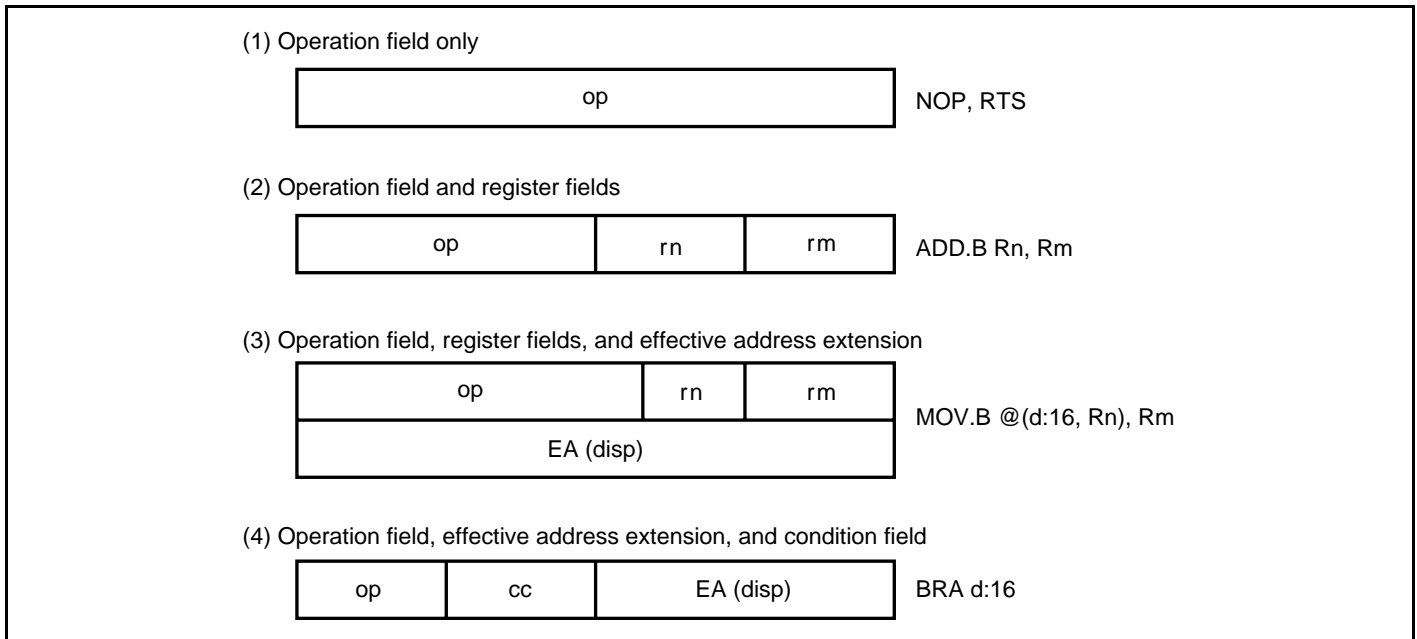 (1) Operation field only
op
NOP, RTS
(2) Operation field and register fields
op rn rm
ADD.B Rn, Rm
(3) Operation field, register fields, and effective address extension
op rn rm
EA (disp)
MOV.B @(d:16, Rn), Rm
(4) Operation field, effective address extension, and condition field
op cc EA (disp)
BRA d:16